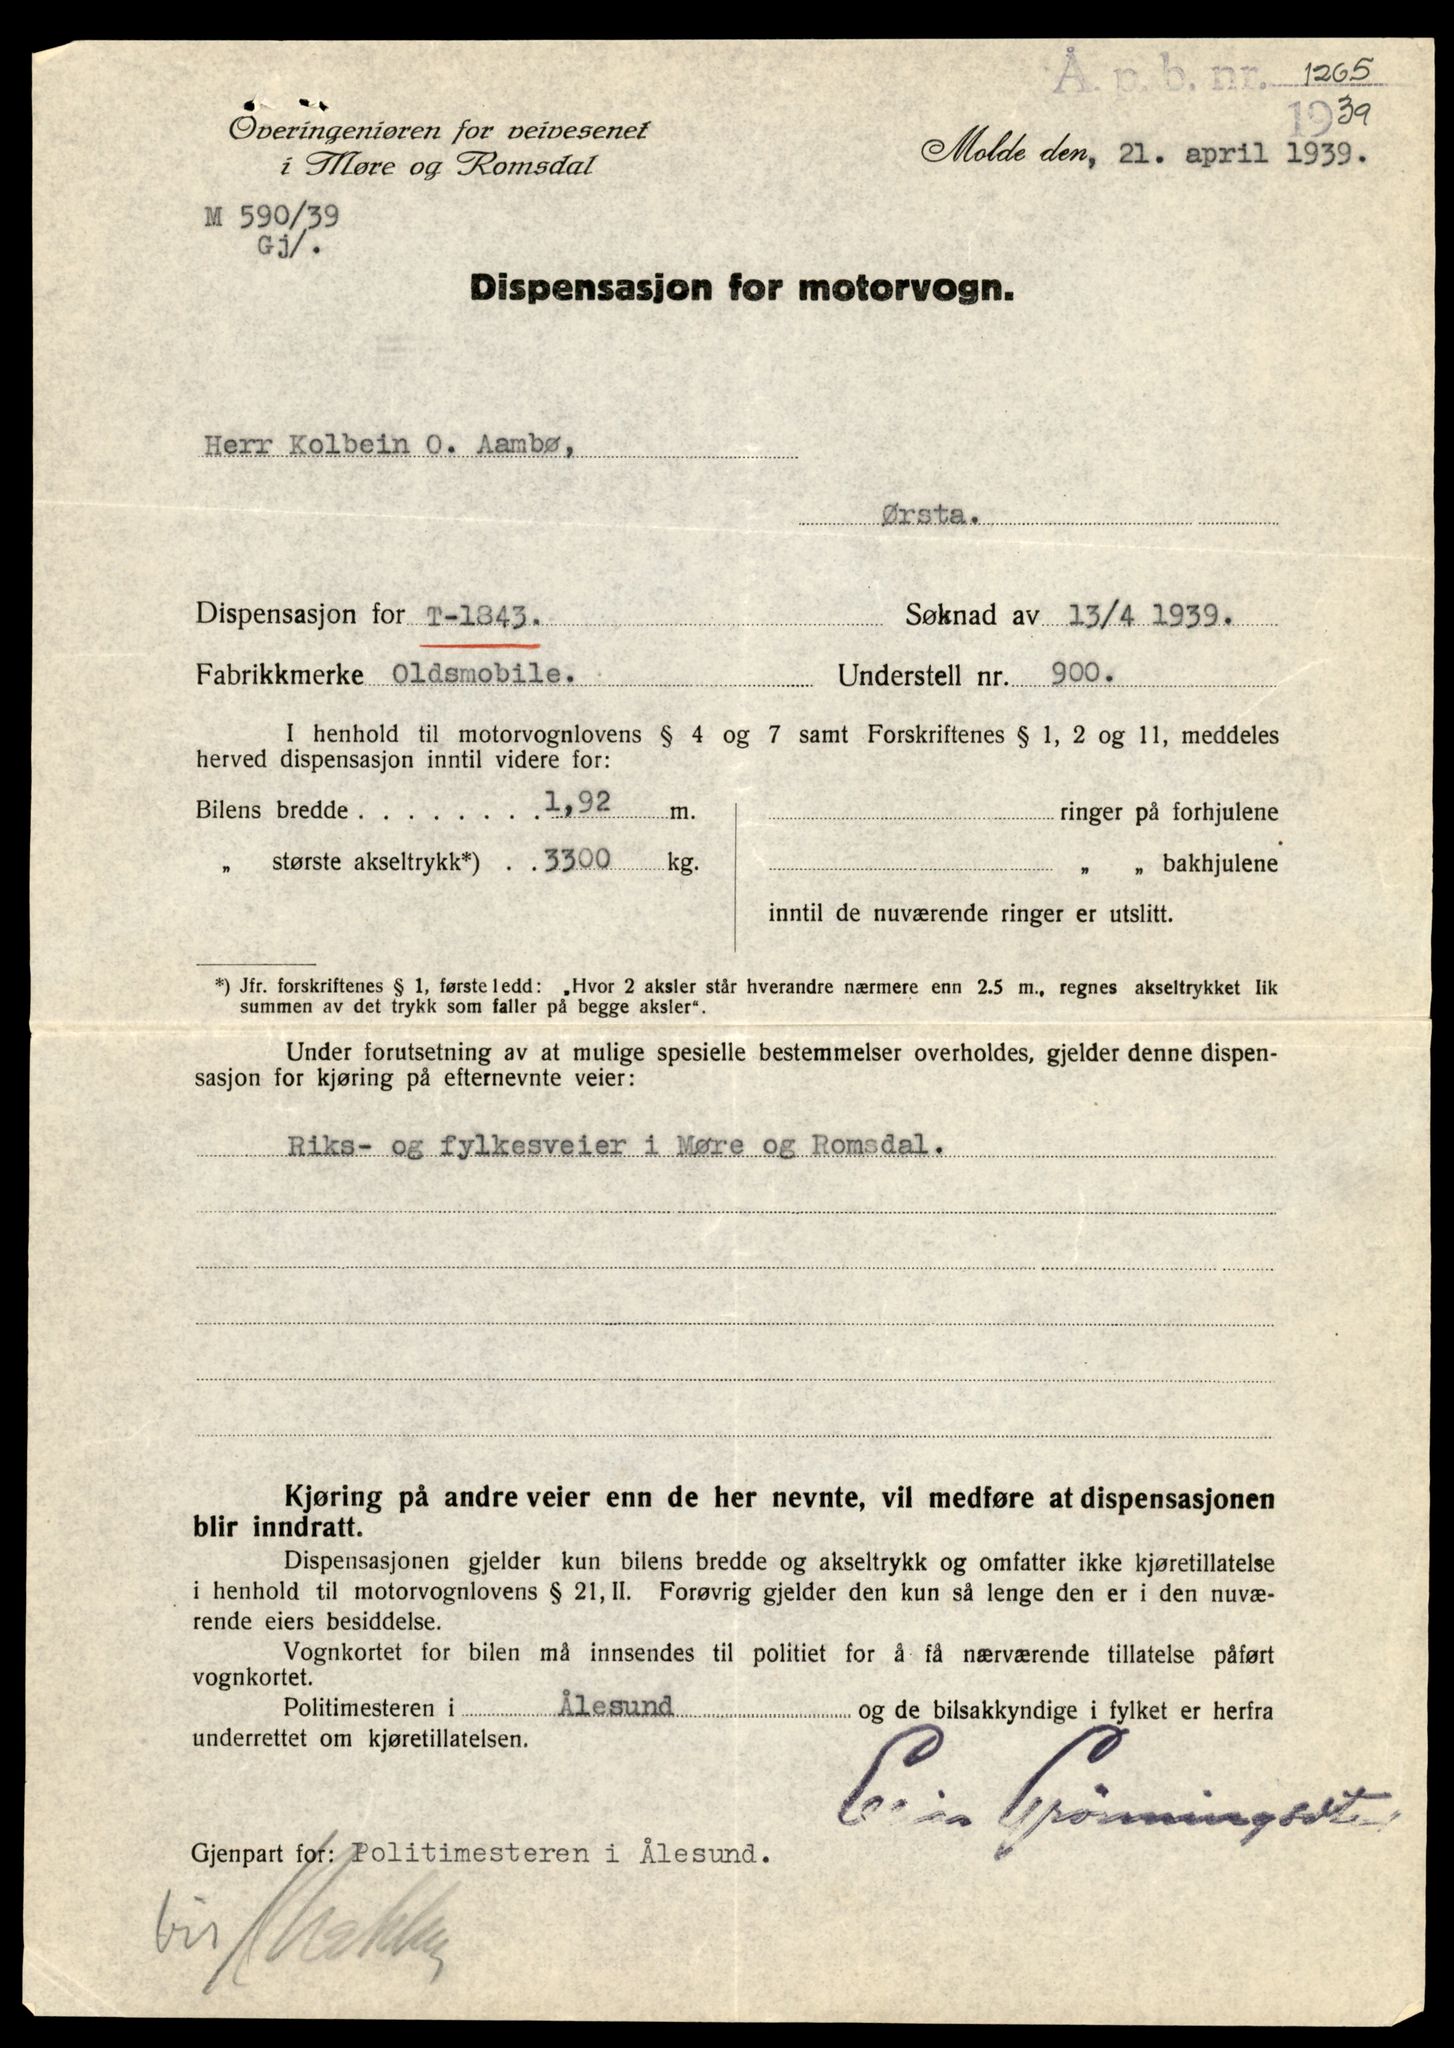 Å. p. b. nr. 1265
1939
Overingeniøren for veivesenet
i Møre og Romsdal
Molde den, 21. april 1939.
M 590/39
Gj/.
Dispensasjon for motorvogn.
Herr Kolbein O. Aambø,
Ørsta.
Dispensasjon for T-1843. Søknad av 13/4 1939.
Fabrikkmerke Oldsmobile. Understell nr. 900.
I henhold til motorvognlovens § 4 og 7 samt Forskriftenes § 1, 2 og 11, meddeles
herved dispensasjon inntil videre for:
Bilens bredde . . . . . . . . 1,92 m.
„ største akseltrykk*) . . 3300 kg.
ringer på forhjulene
„ „ bakhjulene
inntil de nuværende ringer er utslitt.
*) Jfr. forskriftenes § 1, første ledd: „Hvor 2 aksler står hverandre nærmere enn 2.5 m., regnes akseltrykket lik
summen av det trykk som faller på begge aksler“.
Under forutsetning av at mulige spesielle bestemmelser overholdes, gjelder denne dispen-
sasjon for kjøring på efternevnte veier:
Riks- og fylkesveier i Møre og Romsdal.
Kjøring på andre veier enn de her nevnte, vil medføre at dispensasjonen
blir inndratt.
Dispensasjonen gjelder kun bilens bredde og akseltrykk og omfatter ikke kjøretillatelse
i henhold til motorvognlovens § 21, II. Forøvrig gjelder den kun så lenge den er i den nuvæ-
rende eiers besiddelse.
Vognkortet for bilen må innsendes til politiet for å få nærværende tillatelse påført
vognkortet.
Politimesteren i Ålesund og de bilsakkyndige i fylket er herfra
underrettet om kjøretillatelsen.
Gjenpart for: Politimesteren i Ålesund.